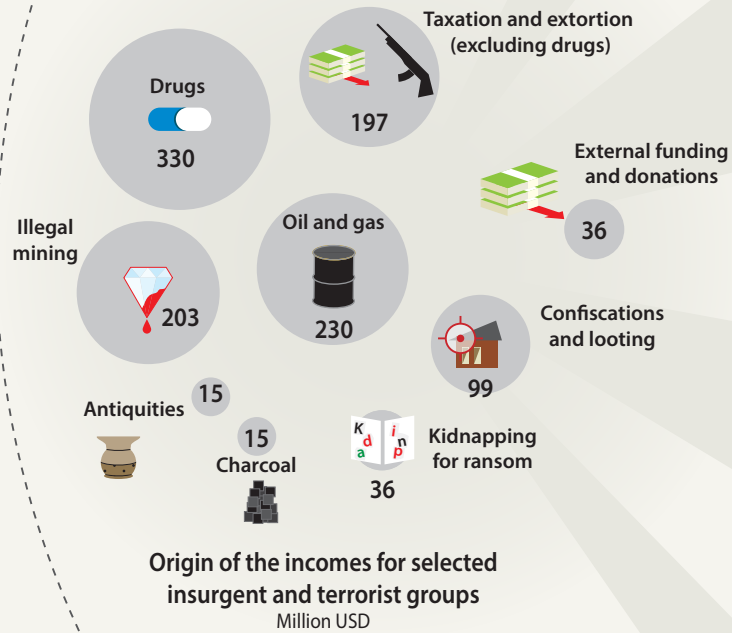 Taxation and extortion
(excluding drugs)
197
Drugs
330
External funding
and donations
36
Illegal
mining
203
Oil and gas
230
Confiscations
and looting
99
Antiquities
15
15
Charcoal
K
d
a
i
n
p
Kidnapping
for ransom
36
Origin of the incomes for selected
insurgent and terrorist groups
Million USD